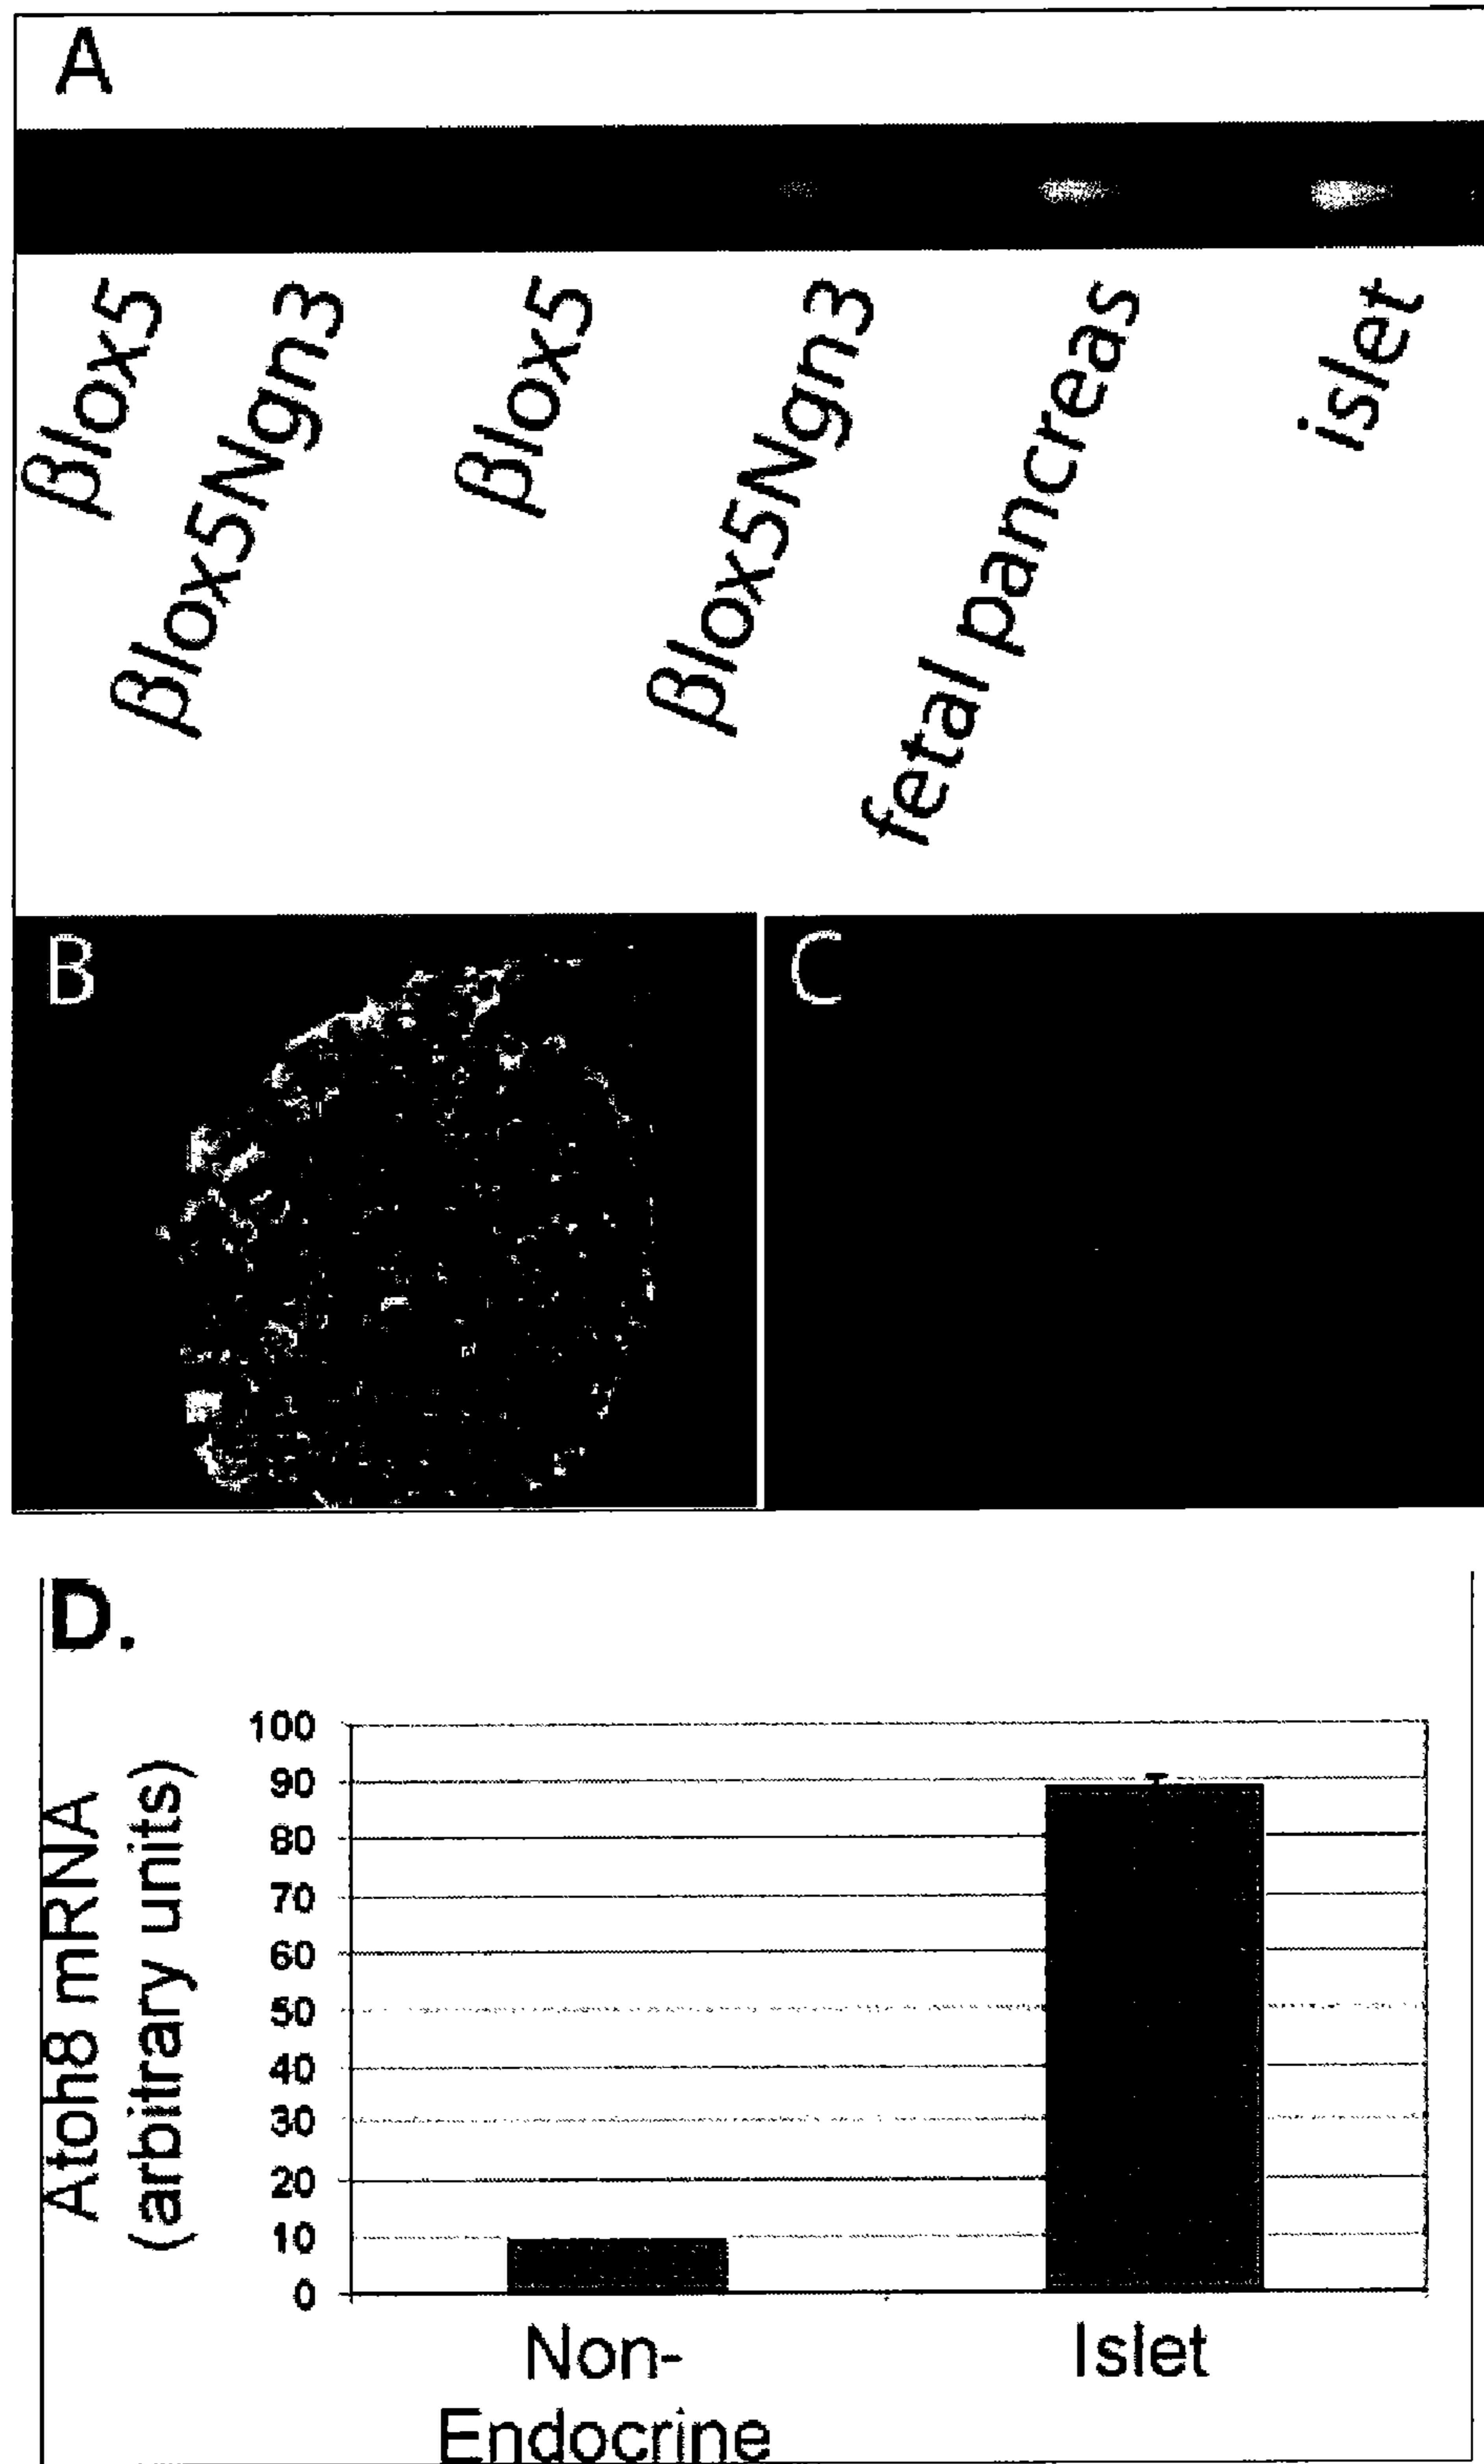 A
βlox5
βlox5Ngn3
βlox5
βlox5Ngn3
fetal pancreas
islet
B
C
D.
Atoh8 mRNA
(arbitrary units)
100
90
80
70
60
50
40
30
20
10
0
Non-
Endocrine
Islet